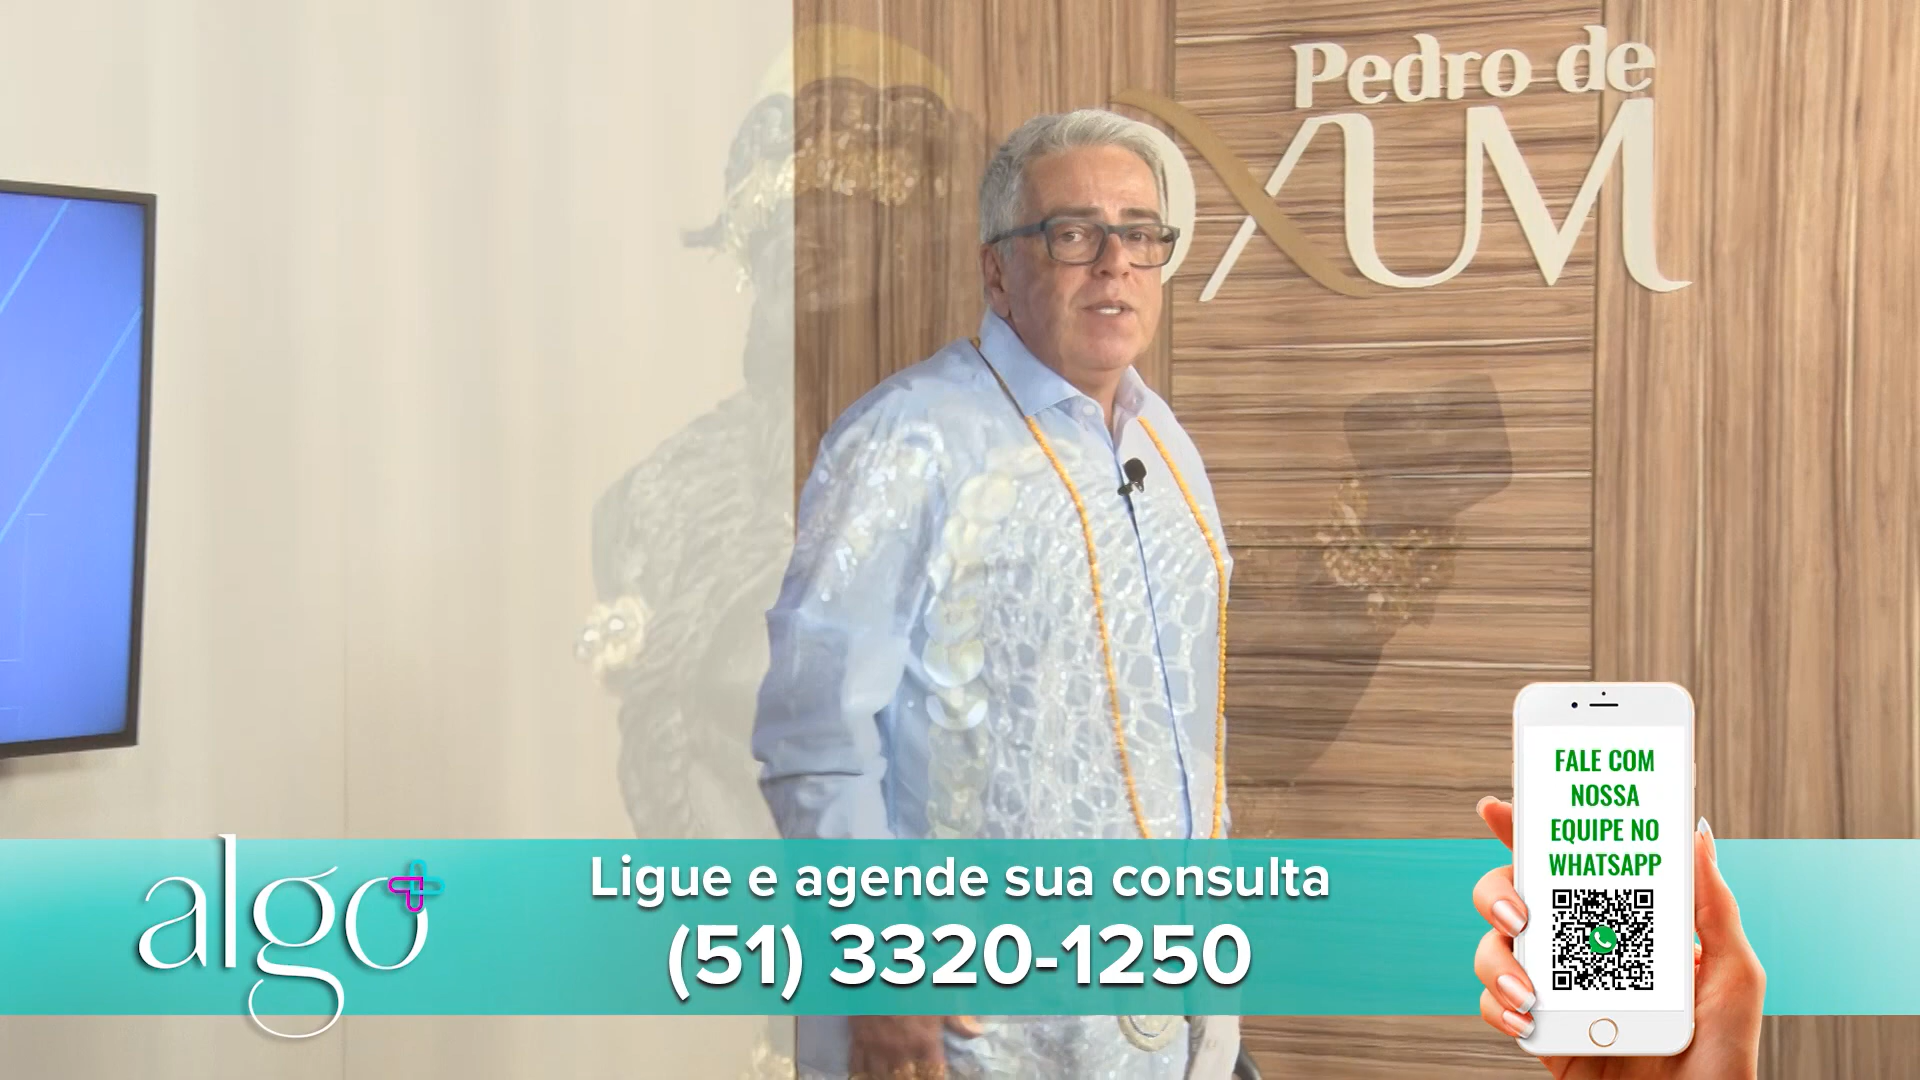 Pedro de
OXUM
algo+
Ligue e agende sua consulta
(51) 3320-1250
FALE COM
NOSSA
EQUIPE NO
WHATSAPP